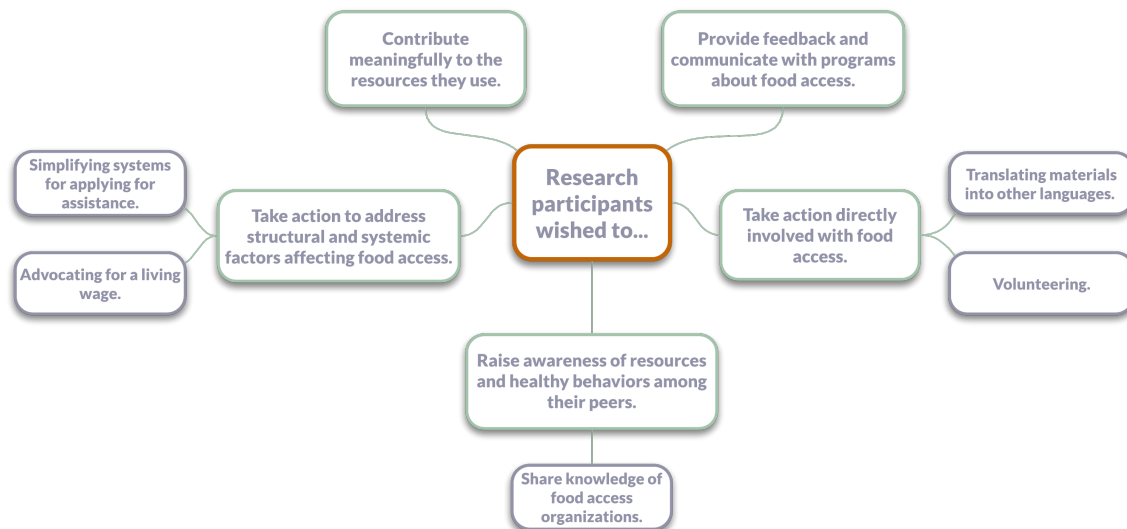 Contribute
meaningfully to the
resources they use.
Provide feedback and
communicate with programs
about food access.
Research
participants
wished to...
Simplifying systems
for applying for
assistance.
Advocating for a living
wage.
Take action to address
structural and systemic
factors affecting food access.
Take action directly
involved with food
access.
Translating materials
into other languages.
Volunteering.
Raise awareness of resources
and healthy behaviors among
their peers.
Share knowledge of
food access
organizations.